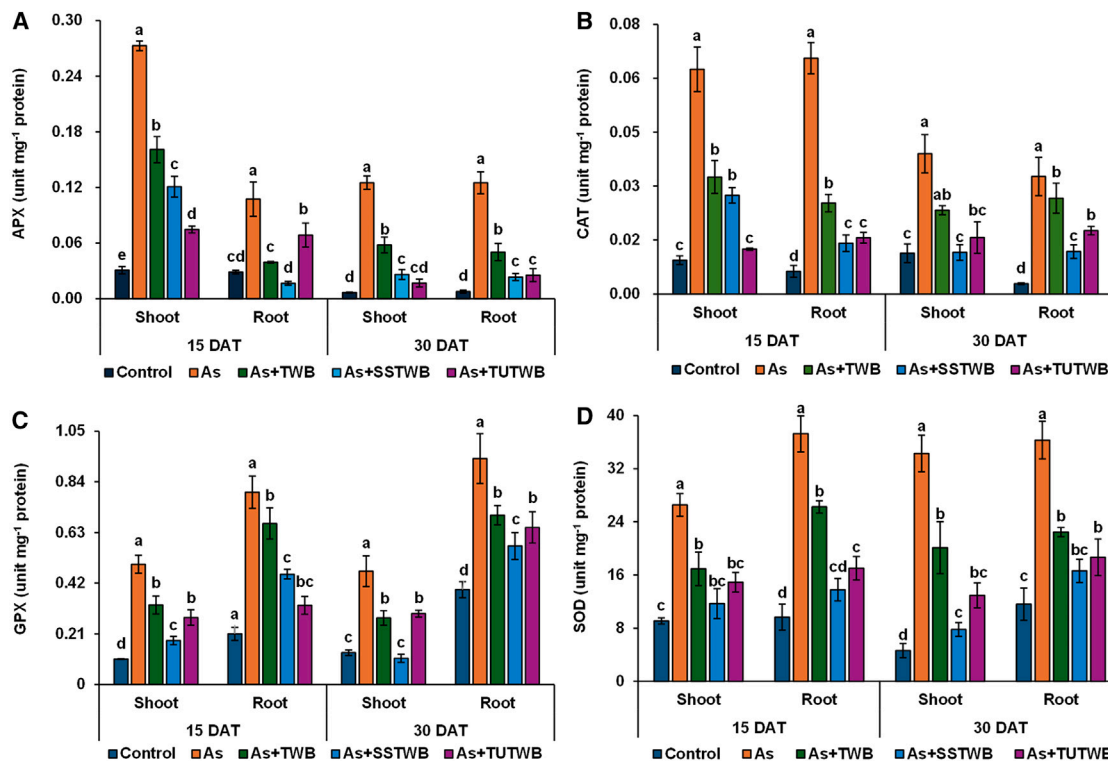 A
0.30
0.24
0.18
0.12
0.06
0.00
APX (unit mg⁻¹ protein)
a
b
c
d
e
a
b
cd
c
d
a
b
c
cd
d
a
b
c
c
d
Shoot Root Shoot Root
15 DAT 30 DAT
Control As As+TWB As+SSTWB As+TUTWB
B
0.08
0.06
0.05
0.03
0.02
0.00
CAT (unit mg⁻¹ protein)
a
b
b
c
c
a
b
c
c
d
a
ab
bc
c
c
a
b
c
c
d
Shoot Root Shoot Root
15 DAT 30 DAT
Control As As+TWB As+SSTWB As+TUTWB
C
1.05
0.84
0.63
0.42
0.21
0
GPX (unit mg⁻¹ protein)
a
b
b
c
d
a
b
c
bc
a
a
b
b
c
c
a
b
b
c
d
Shoot Root Shoot Root
15 DAT 30 DAT
Control As As+TWB As+SSTWB As+TUTWB
D
40
32
24
16
8
0
SOD (unit mg⁻¹ protein)
a
b
bc
b
c
a
b
cd
c
d
a
b
c
bc
d
a
b
bc
b
c
Shoot Root Shoot Root
15 DAT 30 DAT
Control As As+TWB As+SSTWB As+TUTWB